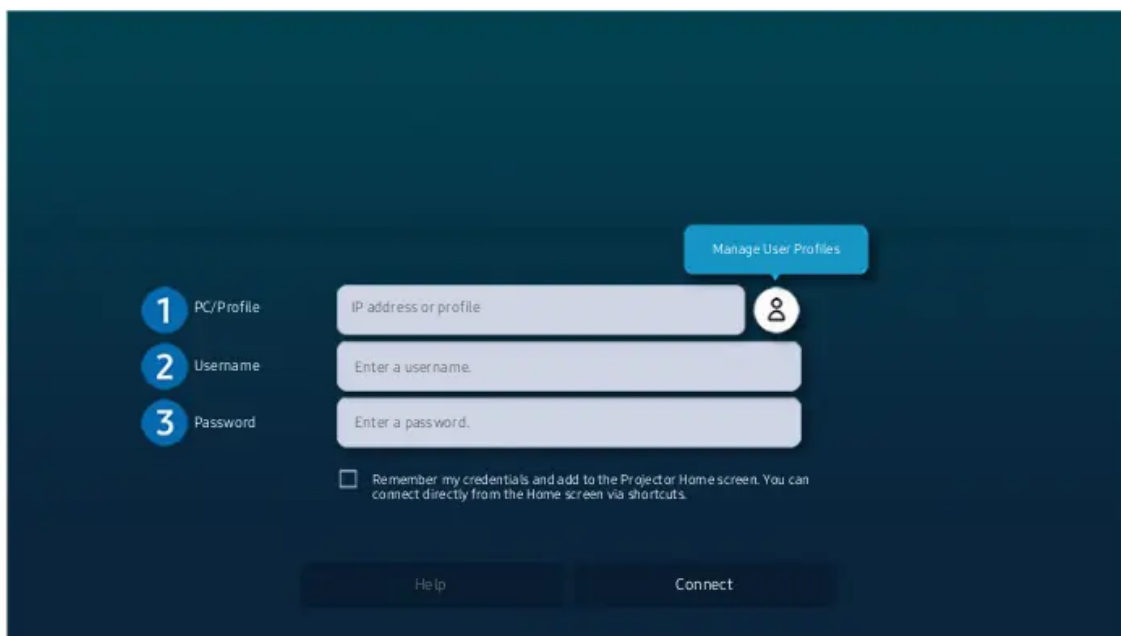 Manage User Profiles
1 PC/Profile IP address or profile
2 Username Enter a username.
3 Password Enter a password.
Remember my credentials and add to the Projector Home screen. You can
connect directly from the Home screen via shortcuts.
Help Connect